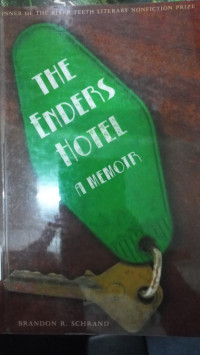 INNER OF THE RIVER TEETH LITERARY NONFICTION PRIZE
THE
ENDERS
HOTEL
A MEMOIR
BRANDON R. SCHRAND